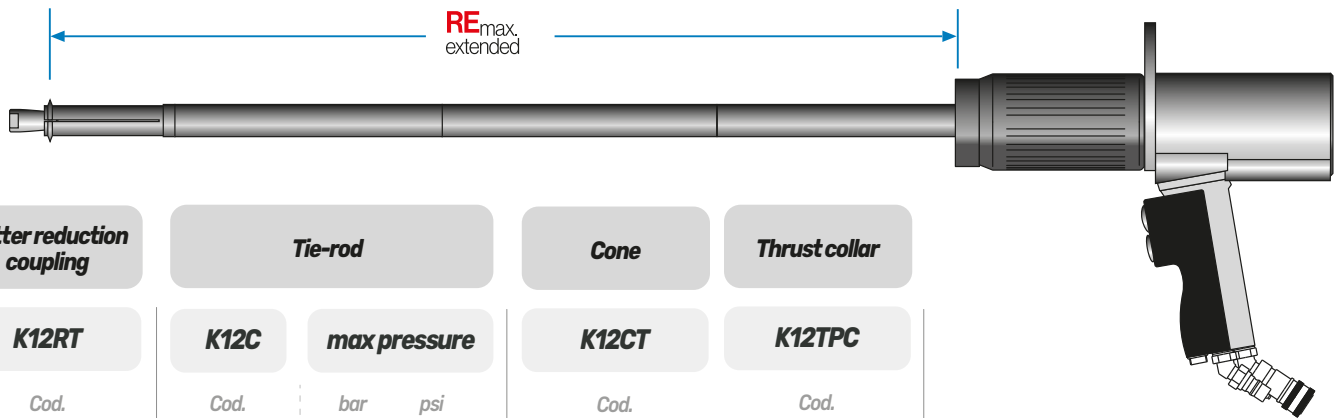 REmax.
extended
reduction
coupling
Tie-rod
Cone
Thrust collar
K12RT
K12C
max pressure
K12CT
K12TPC
Cod.
Cod.
bar
psi
Cod.
Cod.